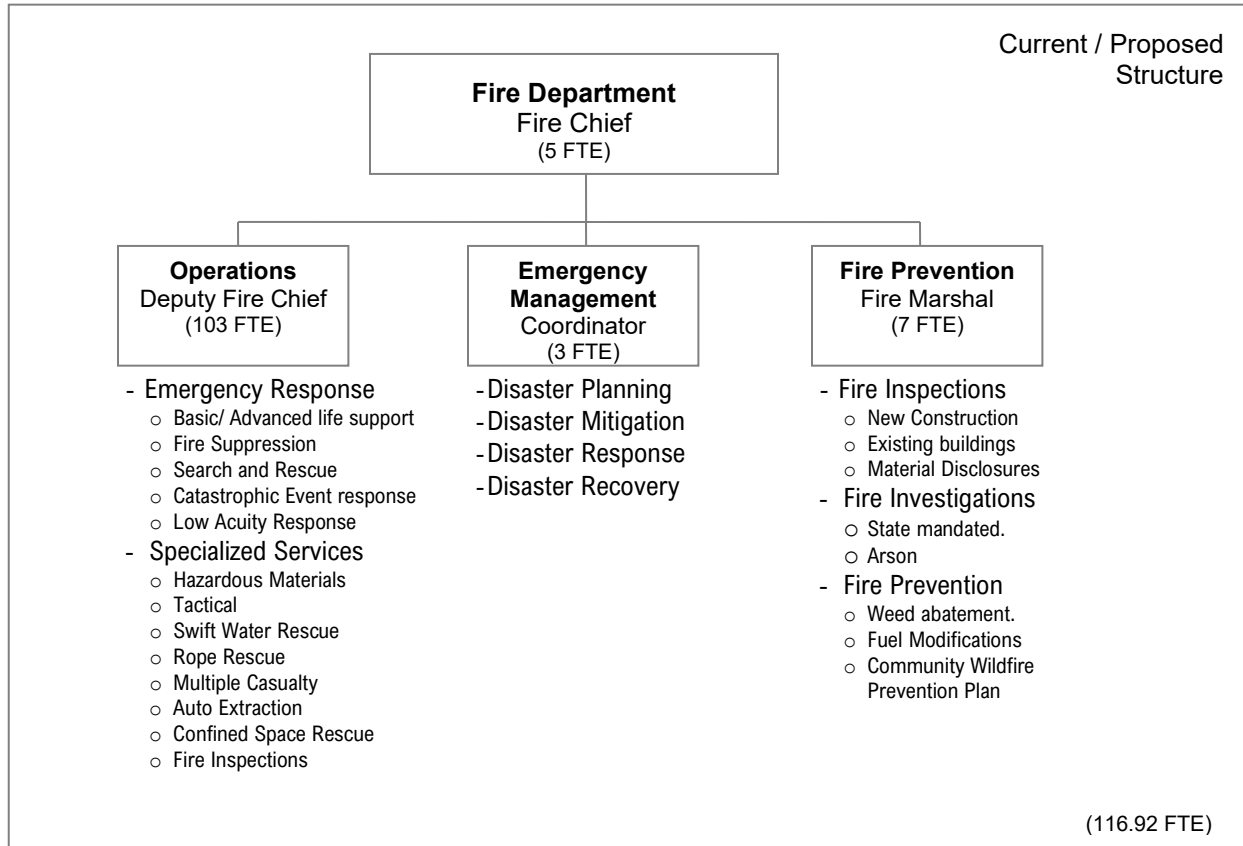 Current / Proposed
Structure
Fire Department
Fire Chief
(5 FTE)
Operations
Deputy Fire Chief
(103 FTE)
- Emergency Response
o Basic/ Advanced life support
o Fire Suppression
o Search and Rescue
o Catastrophic Event response
o Low Acuity Response
- Specialized Services
o Hazardous Materials
o Tactical
o Swift Water Rescue
o Rope Rescue
o Multiple Casualty
o Auto Extraction
o Confined Space Rescue
o Fire Inspections
Emergency
Management
Coordinator
(3 FTE)
-Disaster Planning
-Disaster Mitigation
-Disaster Response
-Disaster Recovery
Fire Prevention
Fire Marshal
(7 FTE)
- Fire Inspections
o New Construction
o Existing buildings
o Material Disclosures
- Fire Investigations
o State mandated.
o Arson
- Fire Prevention
o Weed abatement.
o Fuel Modifications
o Community Wildfire
Prevention Plan
(116.92 FTE)